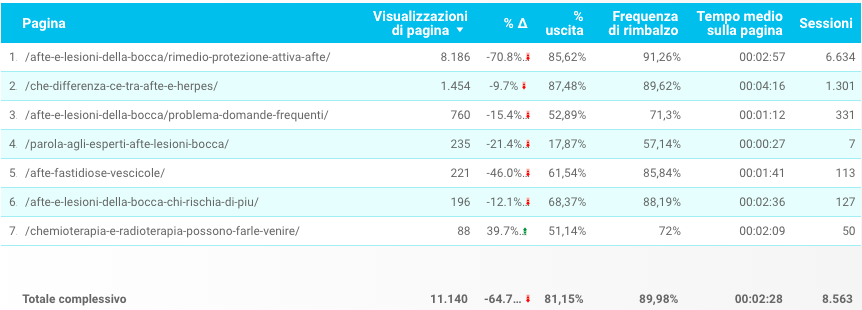 Pagina Visualizzazioni di pagina % Δ % uscita Frequenza di rimbalzo Tempo medio sulla pagina Sessioni
1. /afte-e-lesioni-della-bocca/rimedio-protezione-attiva-afte/ 8.186 -70.8%... 85,62% 91,26% 00:02:57 6.634
2. /che-differenza-ce-tra-afte-e-herpes/ 1.454 -9.7% 87,48% 89,62% 00:04:16 1.301
3. /afte-e-lesioni-della-bocca/problema-domande-frequenti/ 760 -15.4%... 52,89% 71,3% 00:01:12 331
4. /parola-agli-esperti-afte-lesioni-bocca/ 235 -21.4%... 17,87% 57,14% 00:00:27 7
5. /afte-fastidiose-vescicole/ 221 -46.0%... 61,54% 85,84% 00:01:41 113
6. /afte-e-lesioni-della-bocca-chi-rischia-di-piu/ 196 -12.1%... 68,37% 88,19% 00:02:36 127
7. /chemioterapia-e-radioterapia-possono-farle-venire/ 88 39.7%... 51,14% 72% 00:02:09 50
Totale complessivo 11.140 -64.7... 81,15% 89,98% 00:02:28 8.563